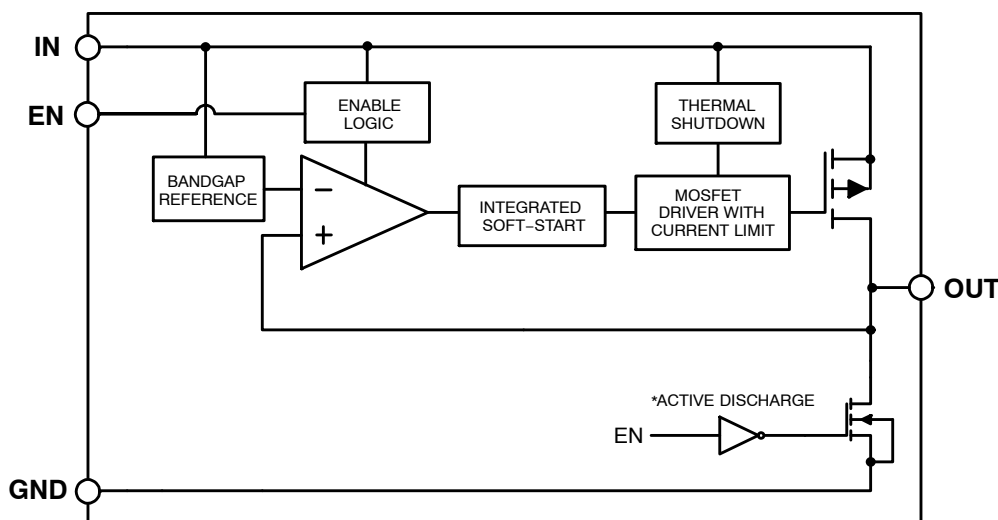 IN
EN
ENABLE
LOGIC
THERMAL
SHUTDOWN
BANDGAP
REFERENCE
−
+
INTEGRATED
SOFT−START
MOSFET
DRIVER WITH
CURRENT LIMIT
OUT
*ACTIVE DISCHARGE
EN
GND